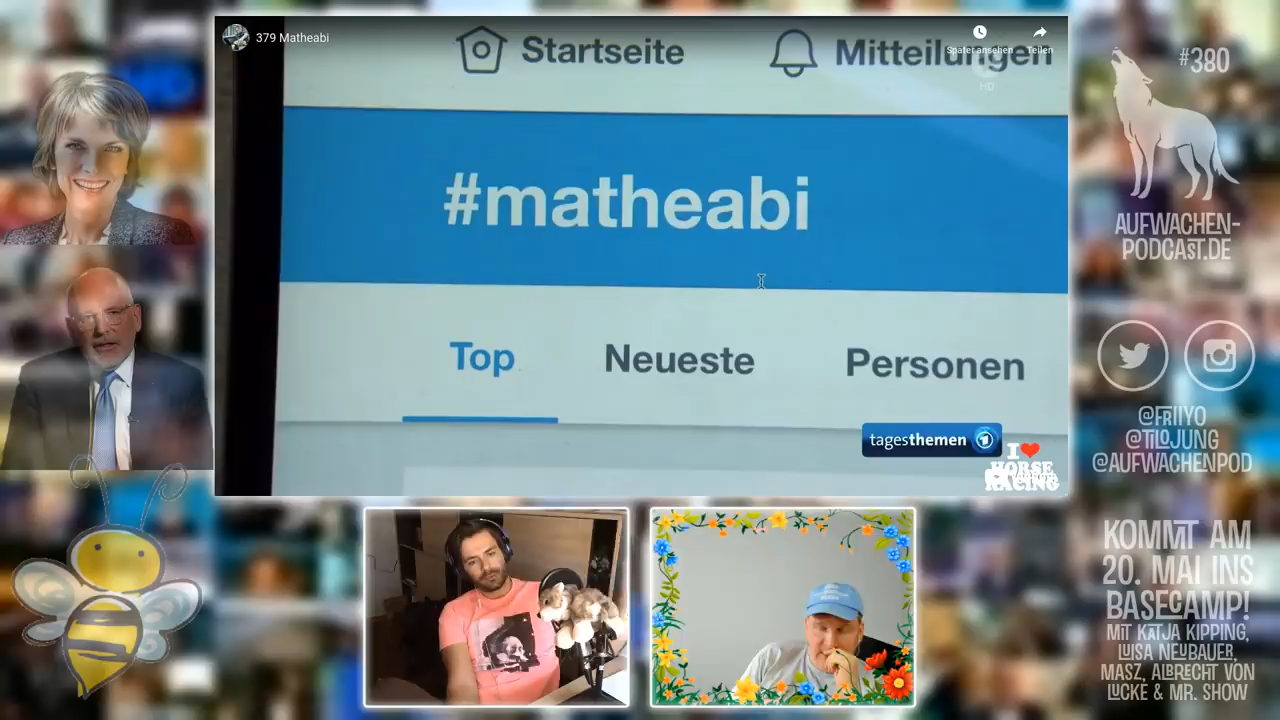 379 Matheabi
Startseite
Mitteilungen
Später ansehen
Teilen
HD
#matheabi
Top
Neueste
Personen
tagesthemen
I
HORSE
RACING
#380
AUFWACHEN-
PODCAST.DE
@FRIIYO
@TILOJUNG
@AUFWACHENPOD
KOMMT AM
20. MAI INS
BASECAMP!
MIT KATJA KIPPING,
LUISA NEUBAUER,
MASZ, ALBRECHT VON
LUCKE & MR. SHOW